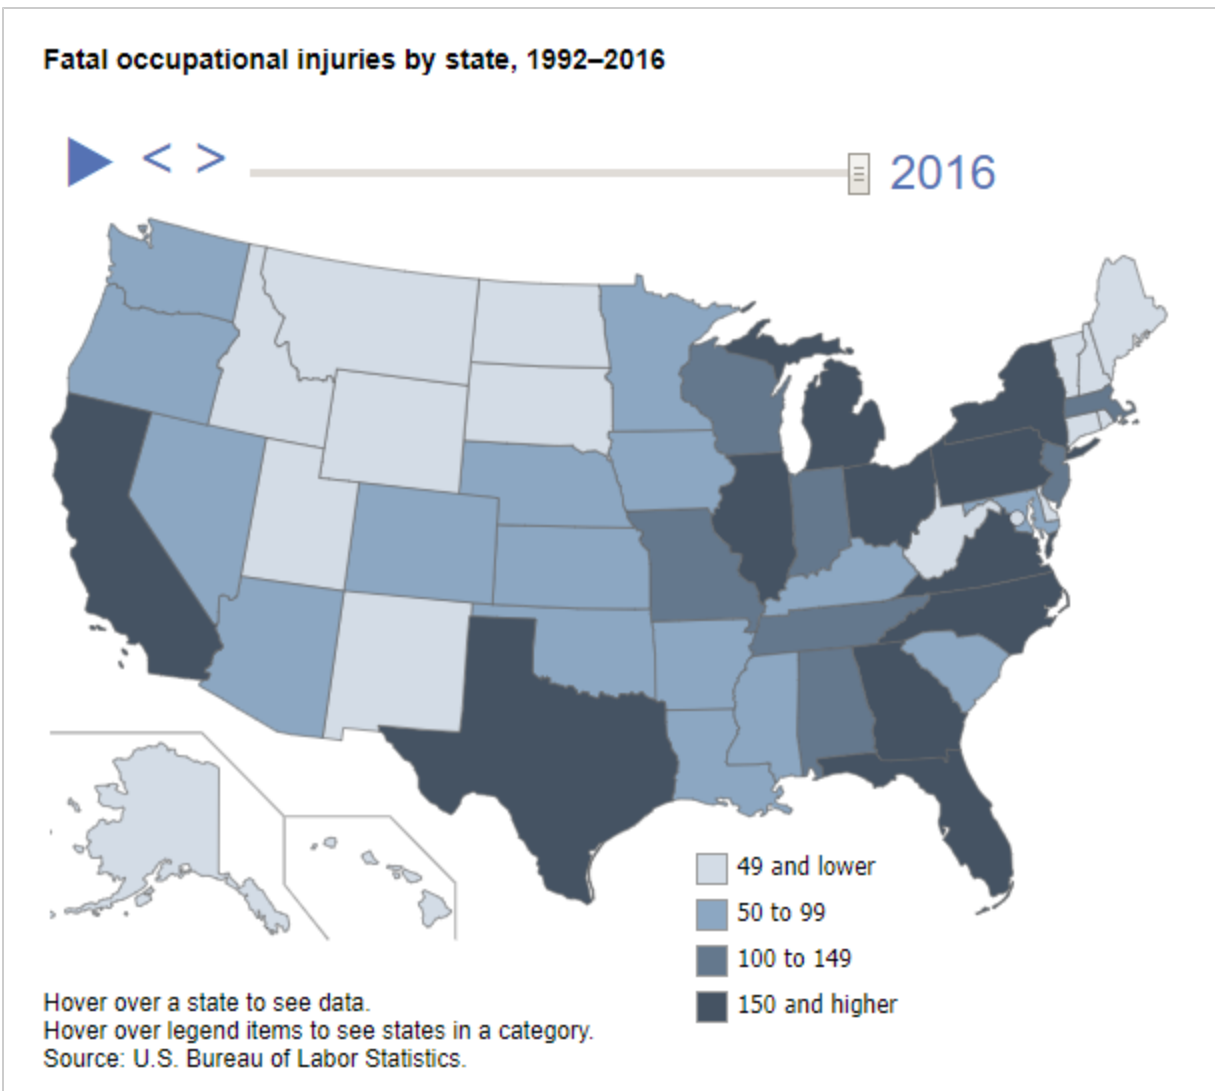 Fatal occupational injuries by state, 1992–2016
< >
2016
49 and lower
50 to 99
100 to 149
150 and higher
Hover over a state to see data.
Hover over legend items to see states in a category.
Source: U.S. Bureau of Labor Statistics.